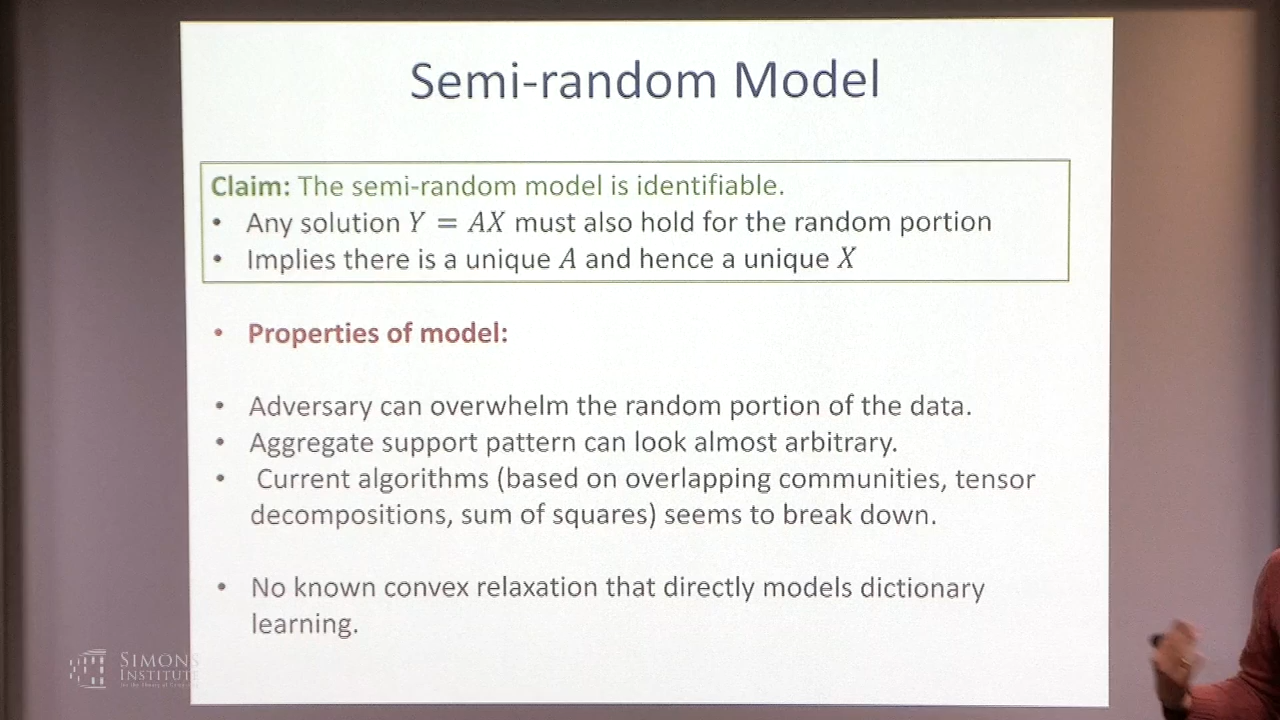 Semi-random Model
Claim: The semi-random model is identifiable.
• Any solution Y = AX must also hold for the random portion
• Implies there is a unique A and hence a unique X
• Properties of model:
• Adversary can overwhelm the random portion of the data.
• Aggregate support pattern can look almost arbitrary.
• Current algorithms (based on overlapping communities, tensor
decompositions, sum of squares) seems to break down.
• No known convex relaxation that directly models dictionary
learning.
SIMONS
INSTITUTE